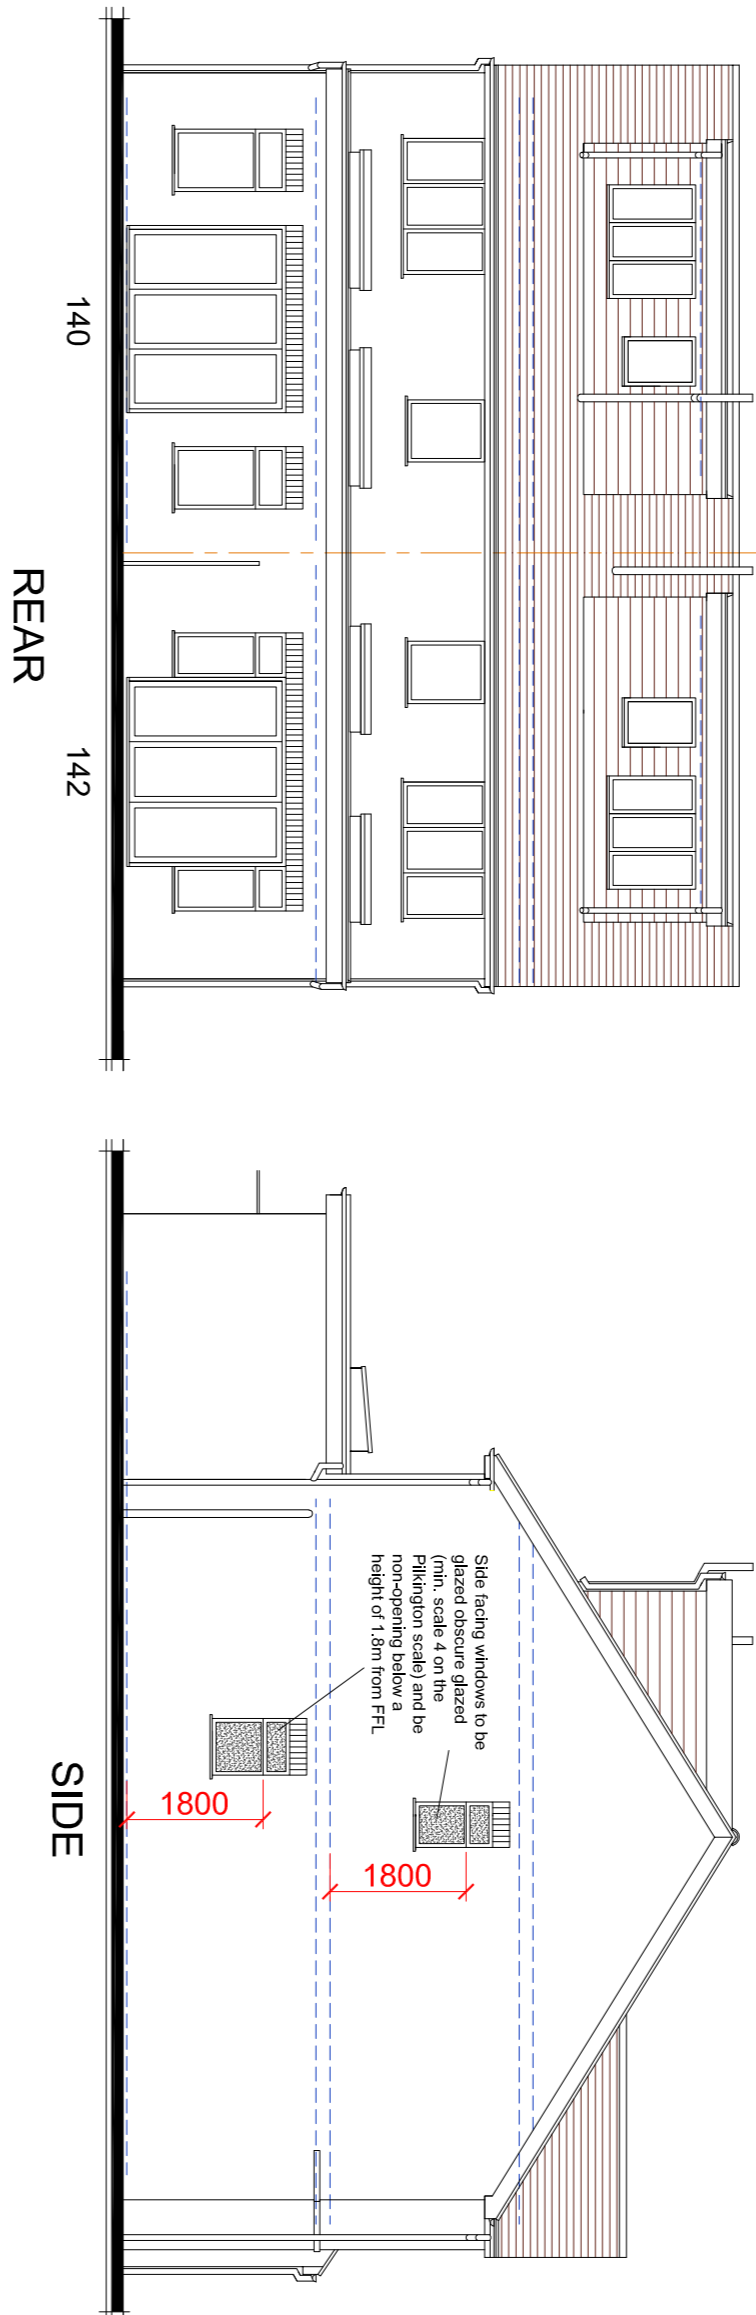 140
142
REAR
Side facing windows to be
glazed obscure glazed
(min. scale 4 on the
Pilkington scale) and be
non-opening below a
height of 1.8m from FFL
1800
1800
SIDE